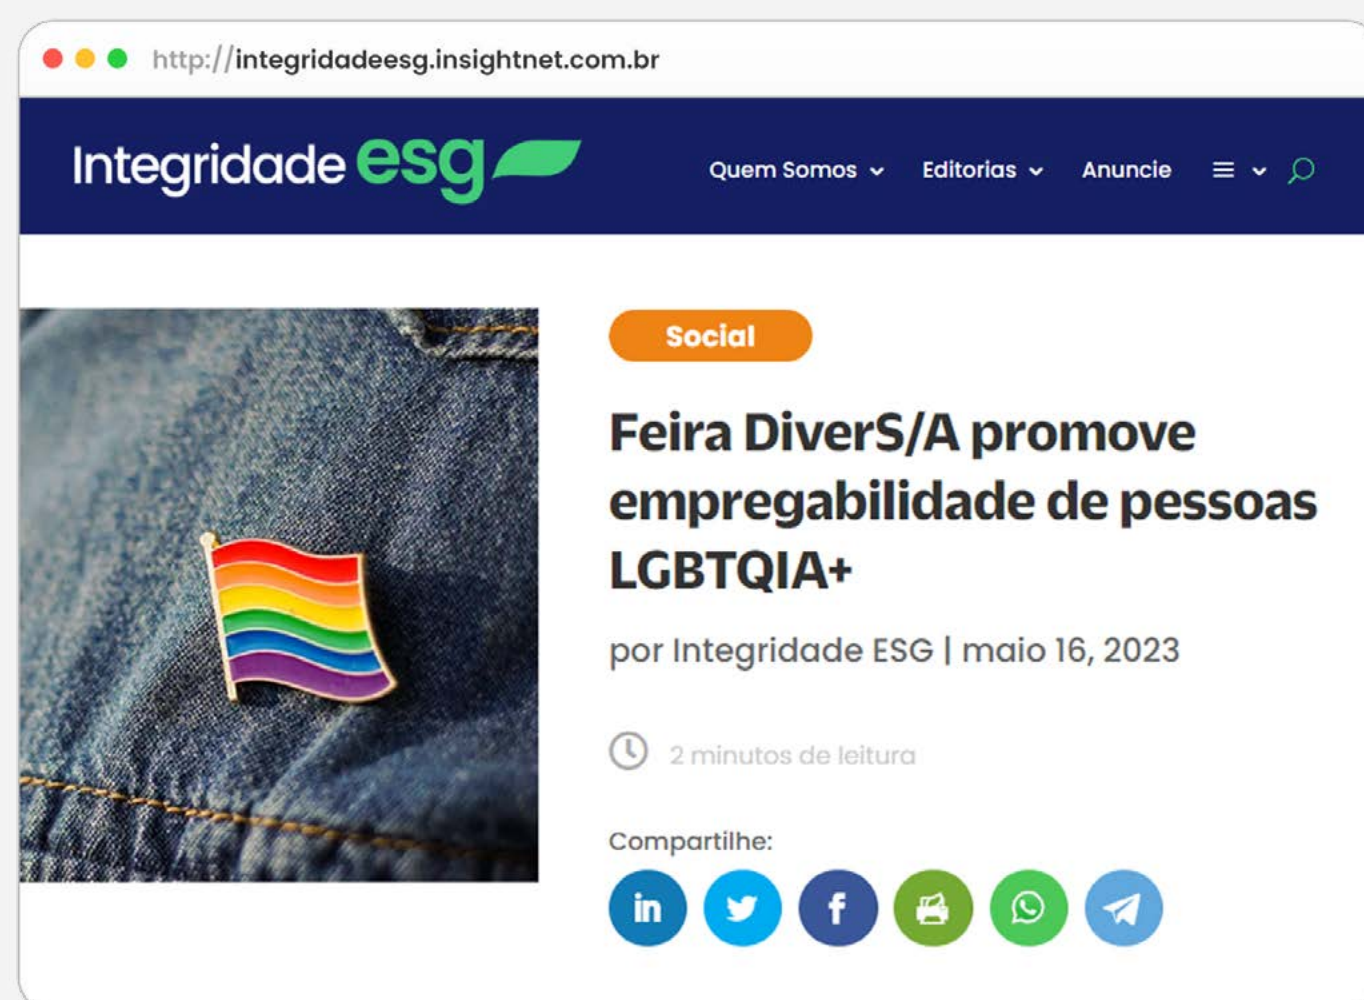 http://integridadeesg.insightnet.com.br
Integridade esg
Quem Somos
Editorias
Anuncie
Social
Feira DiverS/A promove
empregabilidade de pessoas
LGBTQIA+
por Integridade ESG | maio 16, 2023
2 minutos de leitura
Compartilhe:
in
f